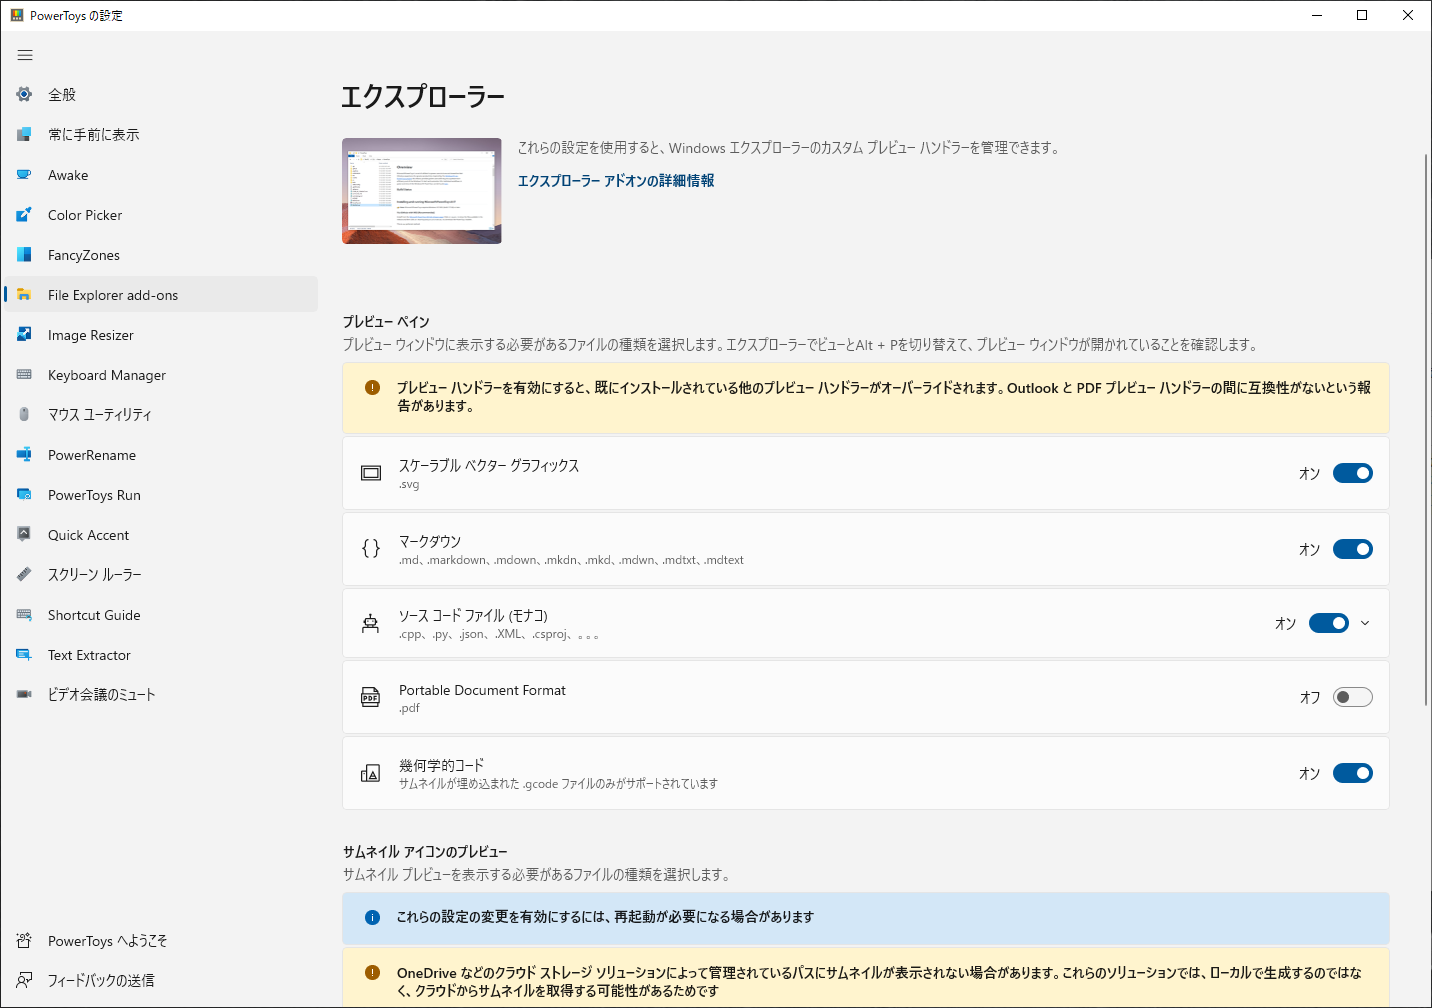 PowerToys の設定
全般
常に手前に表示
Awake
Color Picker
FancyZones
File Explorer add-ons
Image Resizer
Keyboard Manager
マウス ユーティリティ
PowerRename
PowerToys Run
Quick Accent
スクリーン ルーラー
Shortcut Guide
Text Extractor
ビデオ会議のミュート
PowerToys へようこそ
フィードバックの送信
エクスプローラー
これらの設定を使用すると、Windows エクスプローラーのカスタム プレビュー ハンドラーを管理できます。
エクスプローラー アドオンの詳細情報
プレビュー ペイン
プレビュー ウィンドウに表示する必要があるファイルの種類を選択します。エクスプローラーでビューとAlt + Pを切り替えて、プレビュー ウィンドウが開かれていることを確認します。
プレビュー ハンドラーを有効にすると、既にインストールされている他のプレビュー ハンドラーがオーバーライドされます。Outlook と PDF プレビュー ハンドラーの間に互換性がないという報
告があります。
スケーラブル ベクター グラフィックス
.svg
オン
マークダウン
.md、.markdown、.mdown、.mkdn、.mkd、.mdwn、.mdtxt、.mdtext
オン
ソース コード ファイル (モナコ)
.cpp、.py、.json、.XML、.csproj、。。。
オン
Portable Document Format
.pdf
オフ
幾何学的コード
サムネイルが埋め込まれた .gcode ファイルのみがサポートされています
オン
サムネイル アイコンのプレビュー
サムネイル プレビューを表示する必要があるファイルの種類を選択します。
これらの設定の変更を有効にするには、再起動が必要になる場合があります
OneDrive などのクラウド ストレージ ソリューションによって管理されているパスにサムネイルが表示されない場合があります。これらのソリューションでは、ローカルで生成するのではな
く、クラウドからサムネイルを取得する可能性があるためです